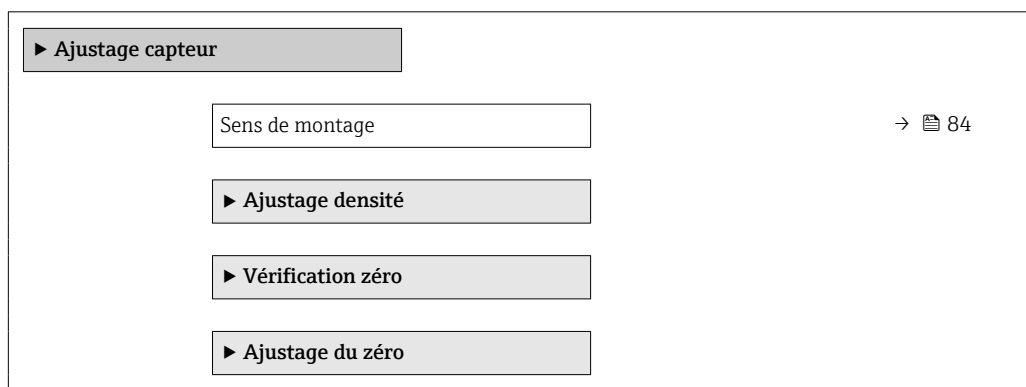 ▶ Ajustage capteur
Sens de montage → 84
▶ Ajustage densité
▶ Vérification zéro
▶ Ajustage du zéro